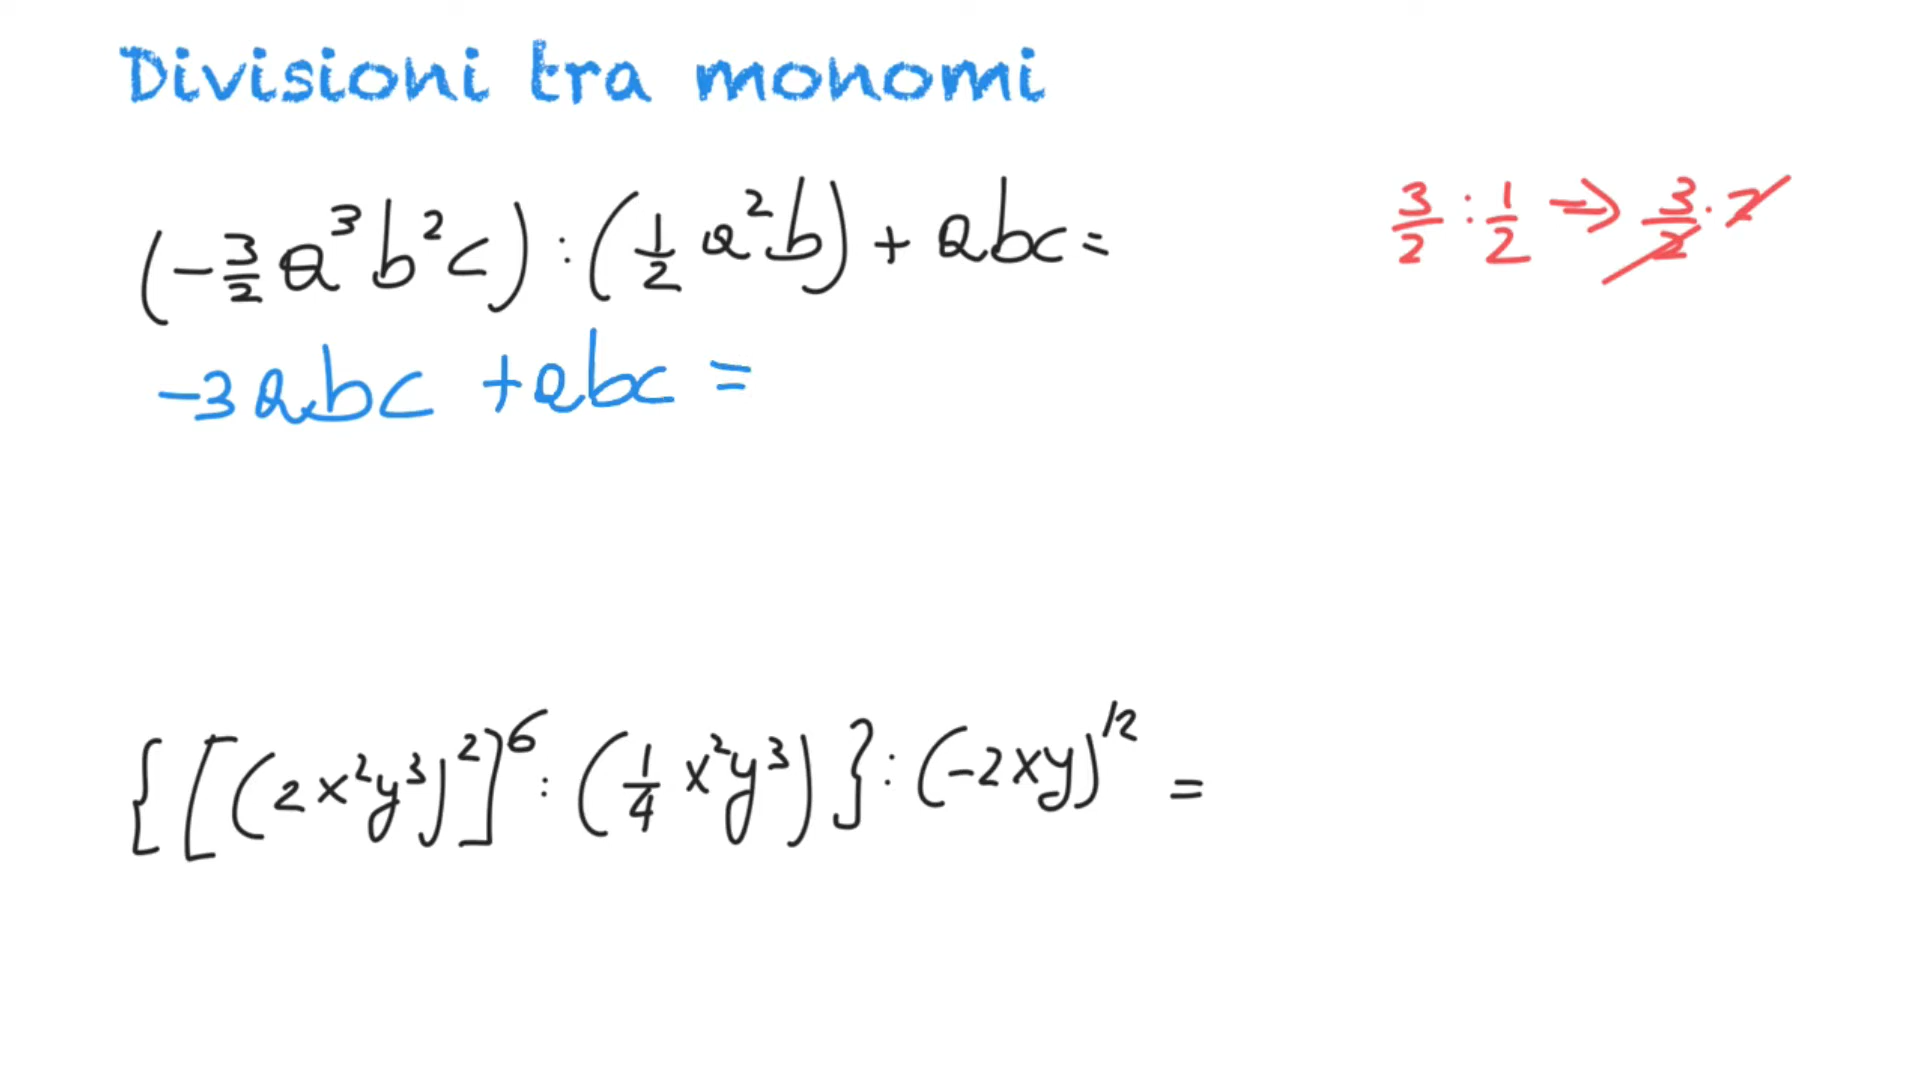 Divisioni tra monomi
(-3/2 a³b²c) : (1/2 a²b) + abc =
3/2 : 1/2 ⇒ 3/2 · 2
-3abc +abc =
{[(2x²y³)²]⁶ : (1/4 x²y³)} : (-2xy)¹² =